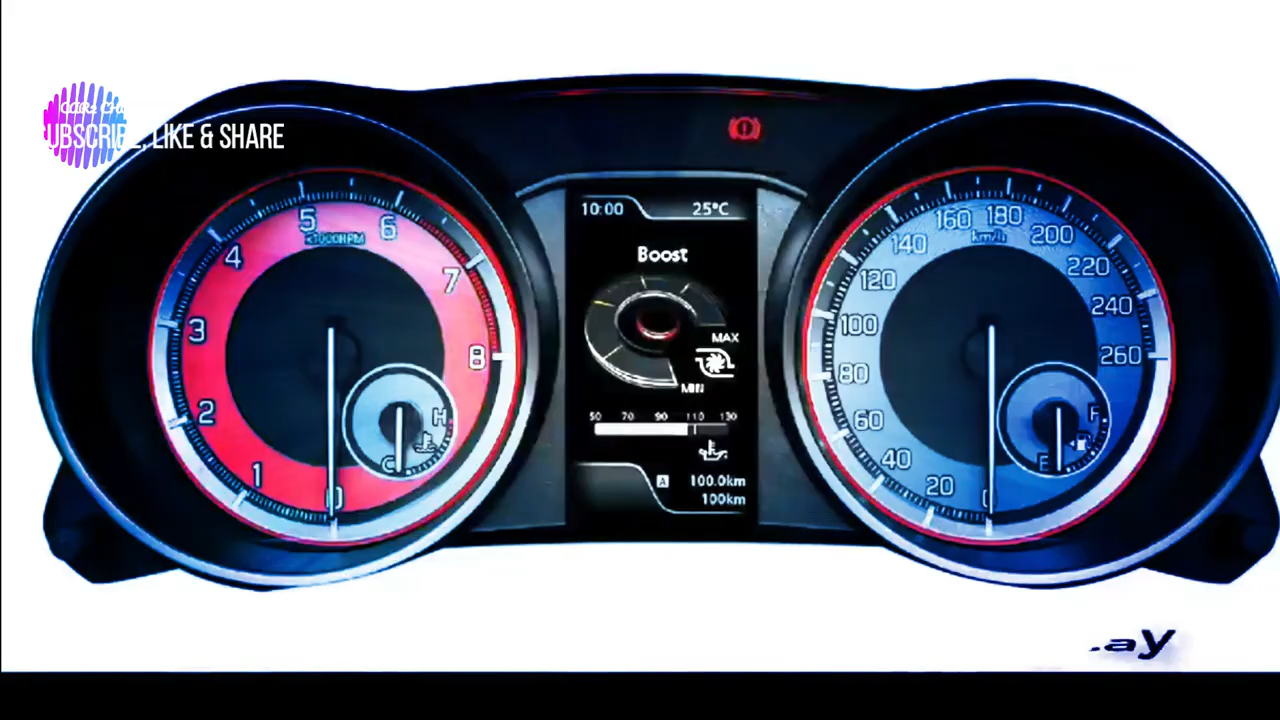 UBSCRIBE, LIKE & SHARE
10:00 25°C
Boost
MAX
MIN
50 70 90 110 130
A 100.0km
100km
0 1 2 3 4 5 6 7 8
x1000RPM
H
C
0 20 40 60 80 100 120 140 160 180 200 220 240 260
km/h
F
E
.ay